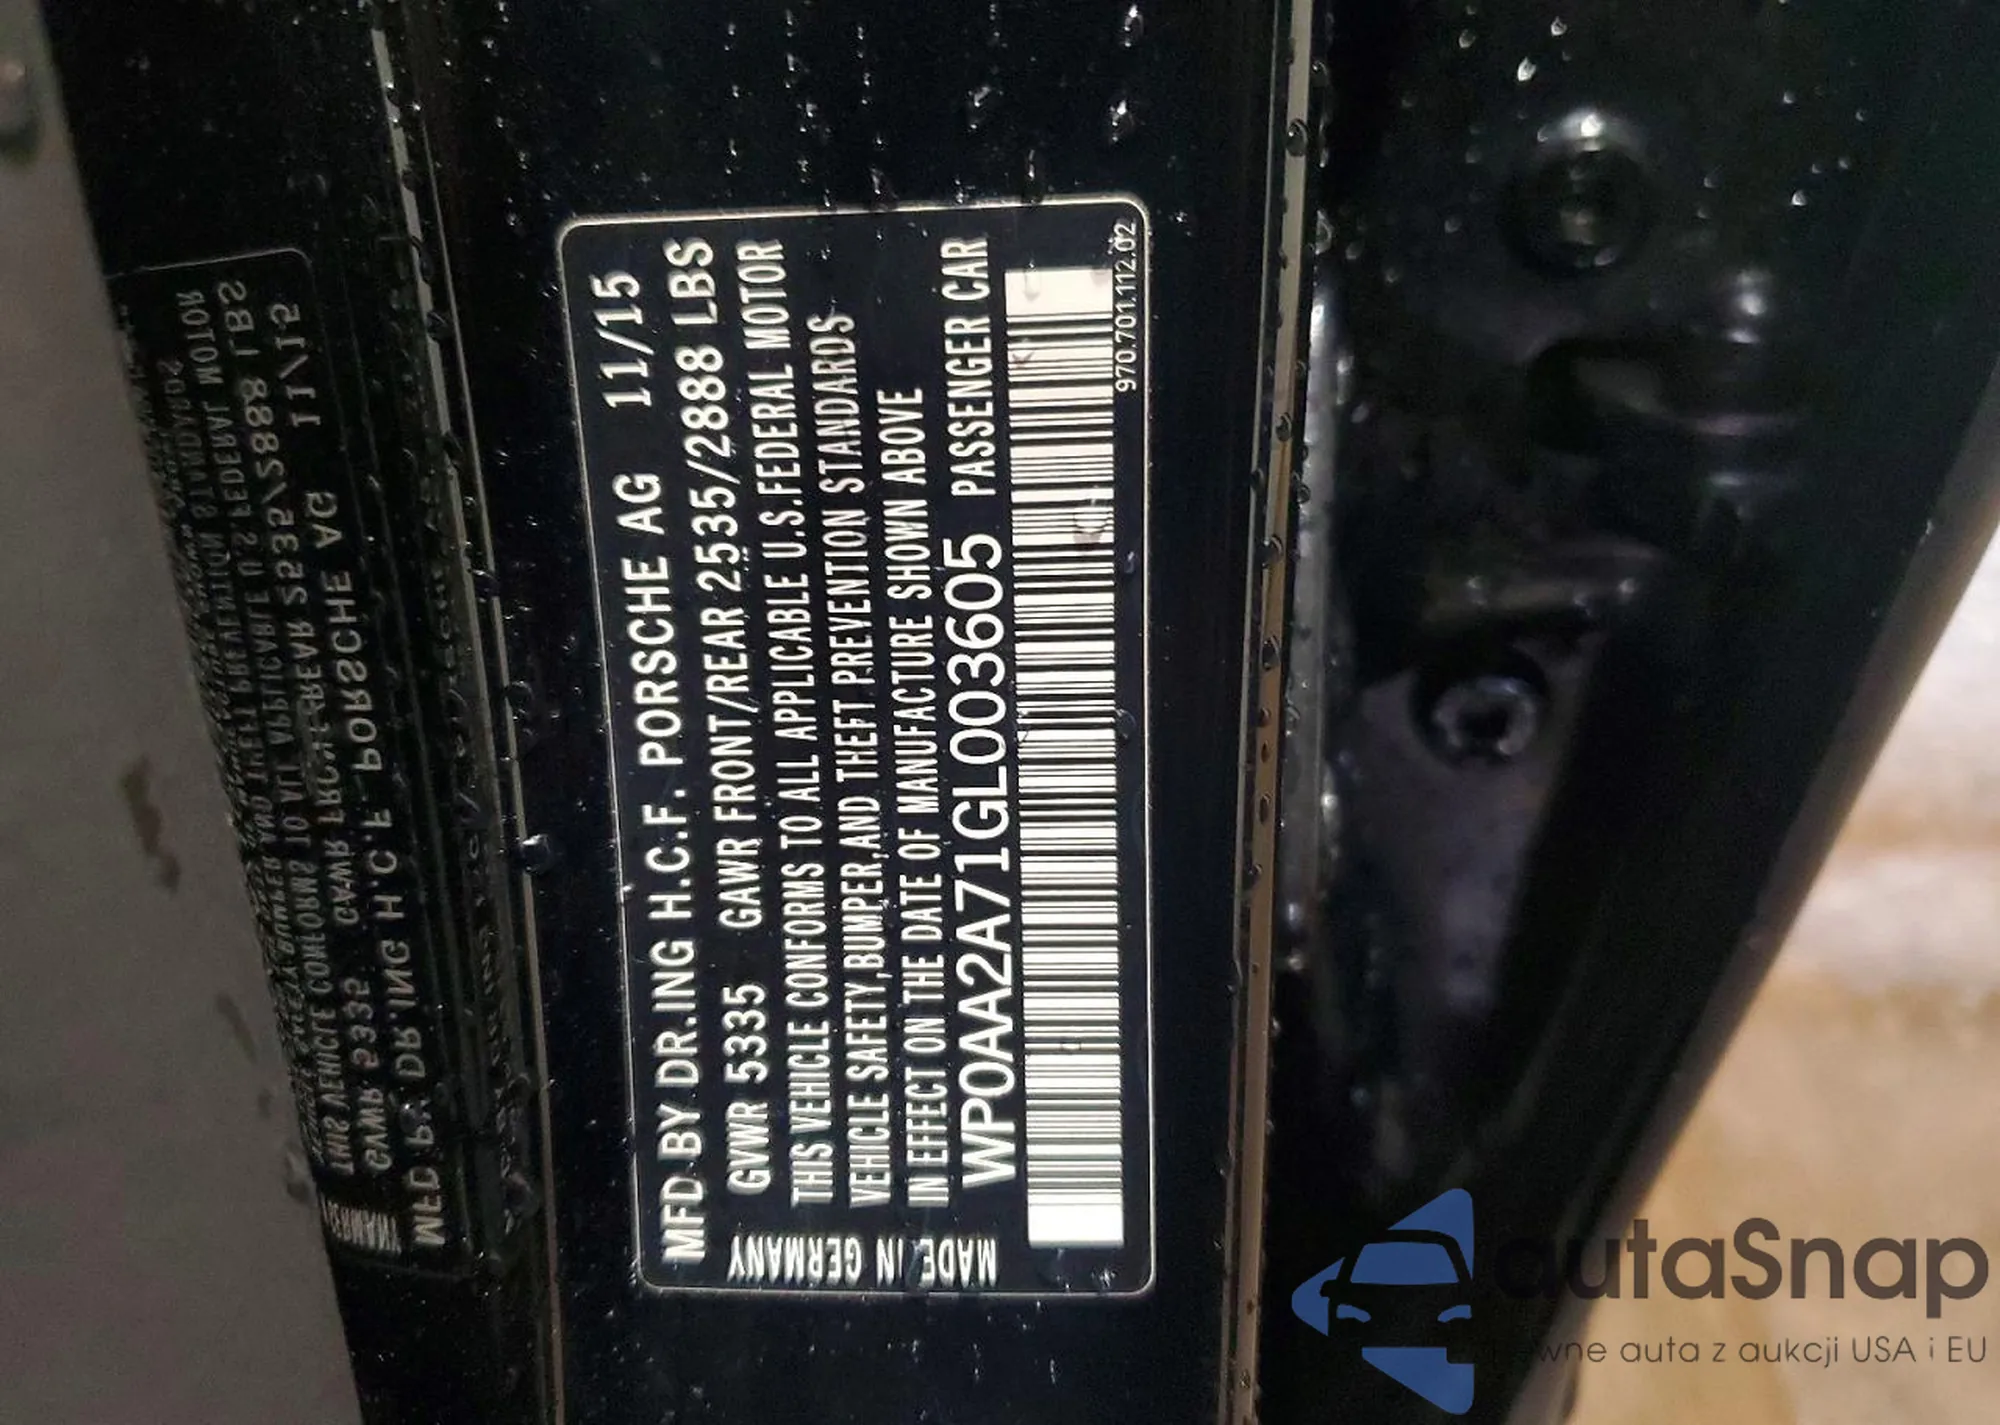 MFD BY DR.ING H.C.F. PORSCHE AG 11/15
GVWR 5335 GAWR FRONT/REAR 2535/2888 LBS
THIS VEHICLE CONFORMS TO ALL APPLICABLE U.S.FEDERAL MOTOR
VEHICLE SAFETY,BUMPER,AND THEFT PREVENTION STANDARDS
IN EFFECT ON THE DATE OF MANUFACTURE SHOWN ABOVE
WP0AA2A71GL003605 PASSENGER CAR
970.701.112.02
MADE IN GERMANY
autaSnap
auta z aukcji USA i EU